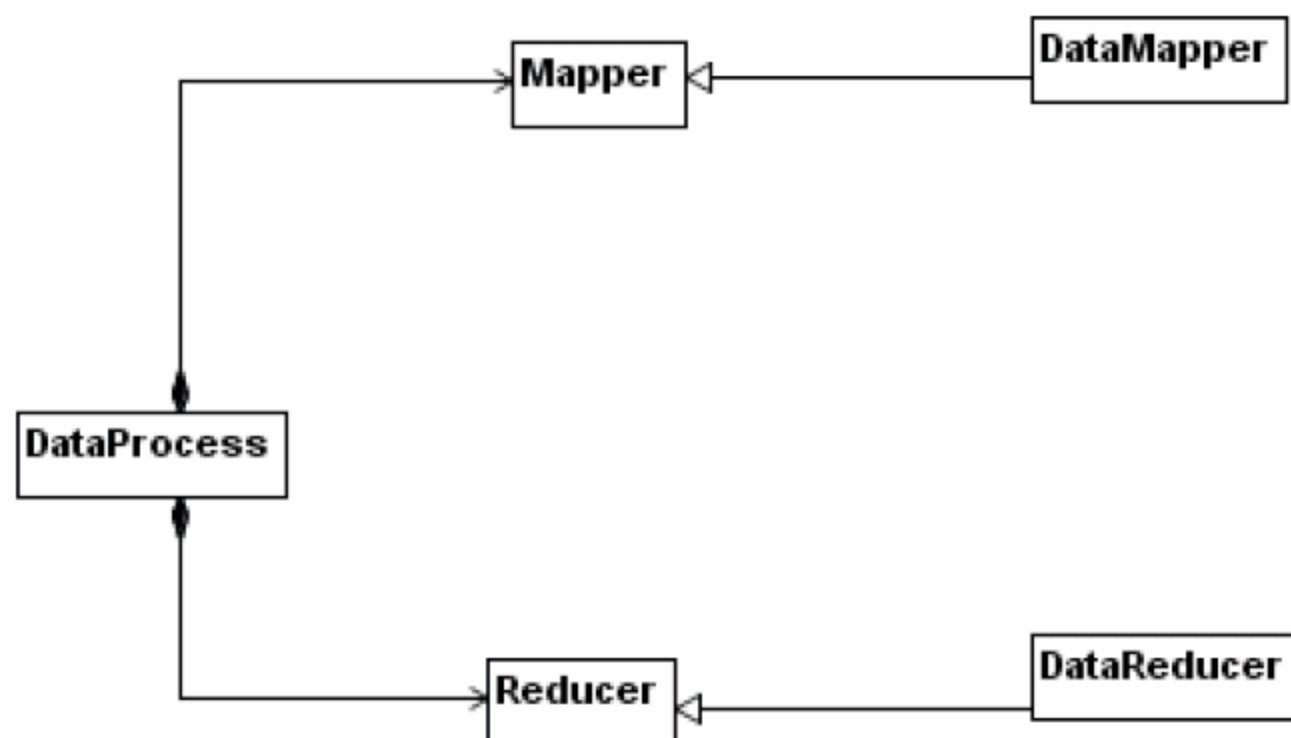 DataMapper
Mapper
DataProcess
DataReducer
Reducer